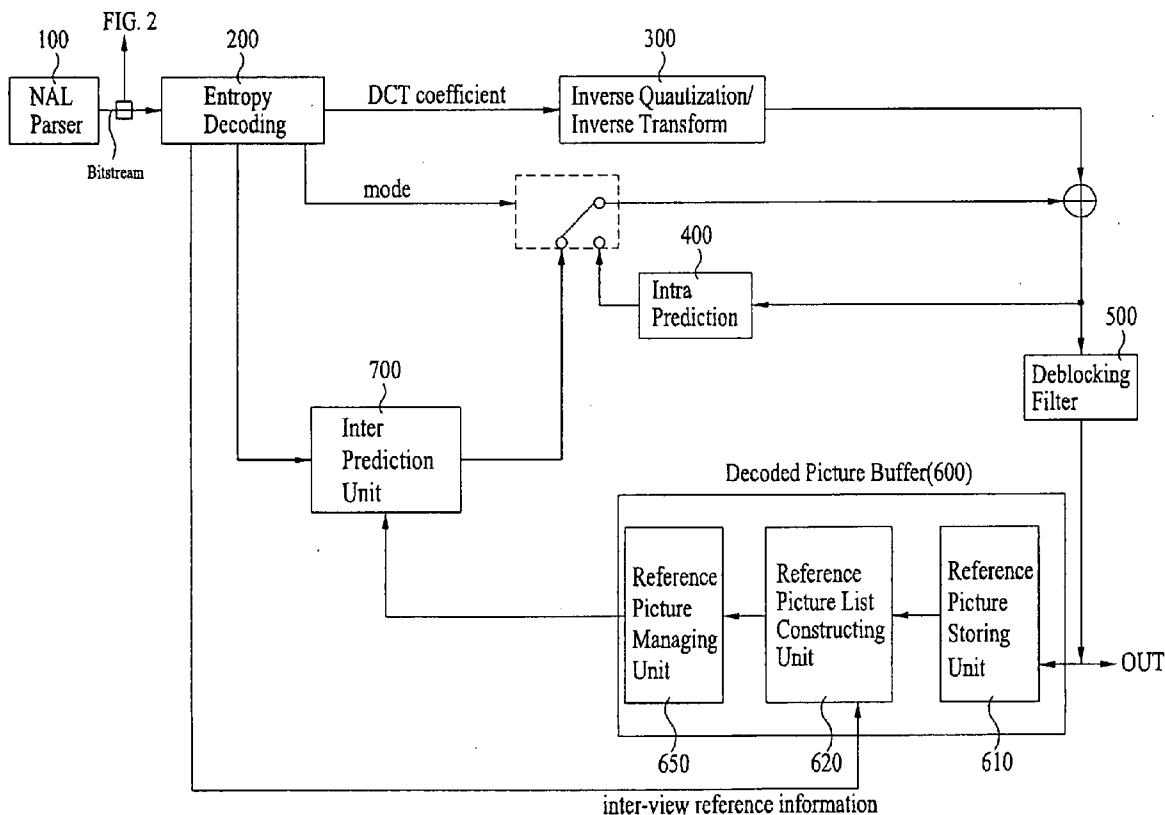 FIG. 2
100
200
300
NAL
Parser
Entropy
Decoding
DCT coefficient
Inverse Quautization/
Inverse Transform
Bitstream
mode
400
Intra
Prediction
500
Deblocking
Filter
700
Inter
Prediction
Unit
Decoded Picture Buffer(600)
Reference
Picture
Managing
Unit
Reference
Picture List
Constructing
Unit
Reference
Picture
Storing
Unit
OUT
650
620
610
inter-view reference information